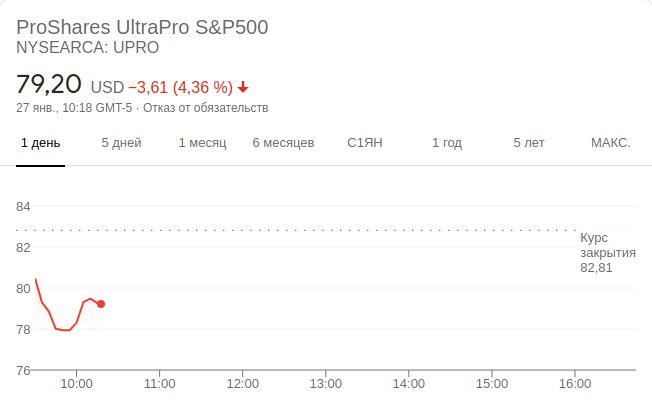 ProShares UltraPro S&P500
NYSEARCA: UPRO
79,20 USD −3,61 (4,36 %)
27 янв., 10:18 GMT-5 · Отказ от обязательств
1 день 5 дней 1 месяц 6 месяцев С1ЯН 1 год 5 лет МАКС.
84
82
80
78
76
Курс
закрытия
82,81
10:00 11:00 12:00 13:00 14:00 15:00 16:00